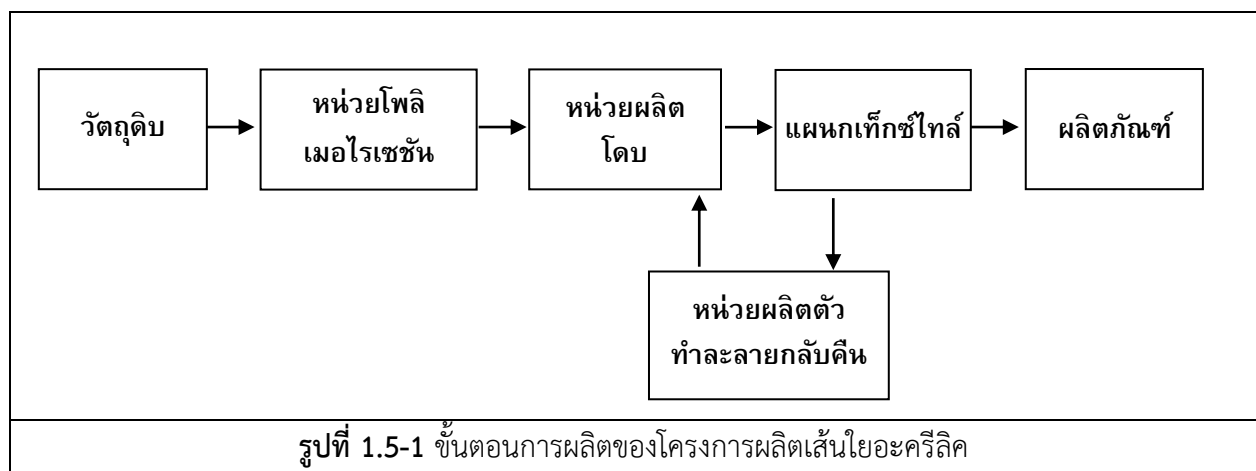 วัตถุดิบ
หน่วยโพลิ
เมอไรเซชัน
หน่วยผลิต
โดบ
แผนกเท็กซ์ไทล์
ผลิตภัณฑ์
หน่วยผลิตตัว
ทำละลายกลับคืน
รูปที่ 1.5-1 ขั้นตอนการผลิตของโครงการผลิตเส้นใยอะครีลิค